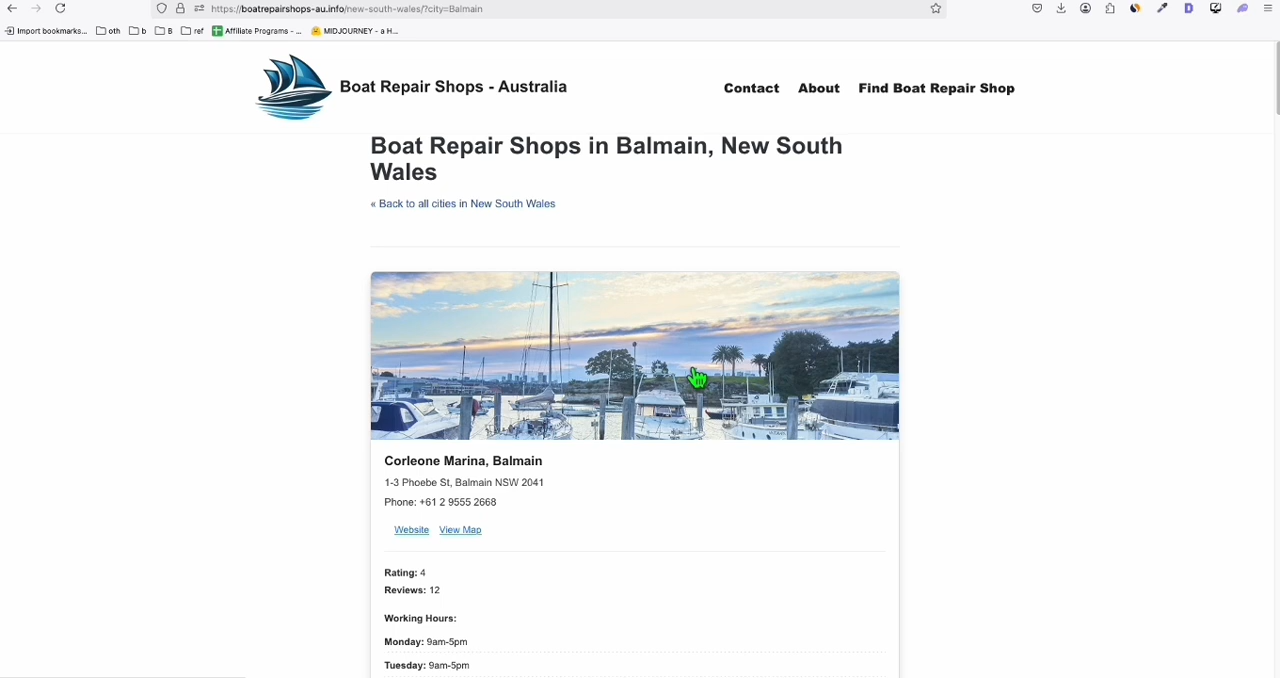 https://boatrepairshops-au.info/new-south-wales/?city=Balmain
Import bookmarks... oth b B ref Affiliate Programs - ... MIDJOURNEY - a H...
Boat Repair Shops - Australia
Contact About Find Boat Repair Shop
Boat Repair Shops in Balmain, New South
Wales
« Back to all cities in New South Wales
Corleone Marina, Balmain
1-3 Phoebe St, Balmain NSW 2041
Phone: +61 2 9555 2668
Website View Map
Rating: 4
Reviews: 12
Working Hours:
Monday: 9am-5pm
Tuesday: 9am-5pm